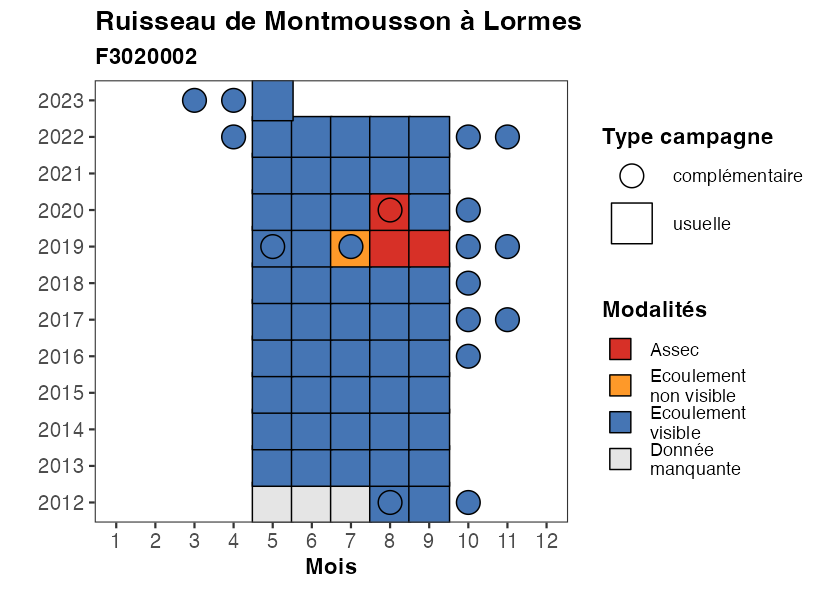 Ruisseau de Montmousson à Lormes
F3020002
2023
2022
2021
2020
2019
2018
2017
2016
2015
2014
2013
2012
1 2 3 4 5 6 7 8 9 10 11 12
Mois
Type campagne
complémentaire
usuelle
Modalités
Assec
Ecoulement
non visible
Ecoulement
visible
Donnée
manquante